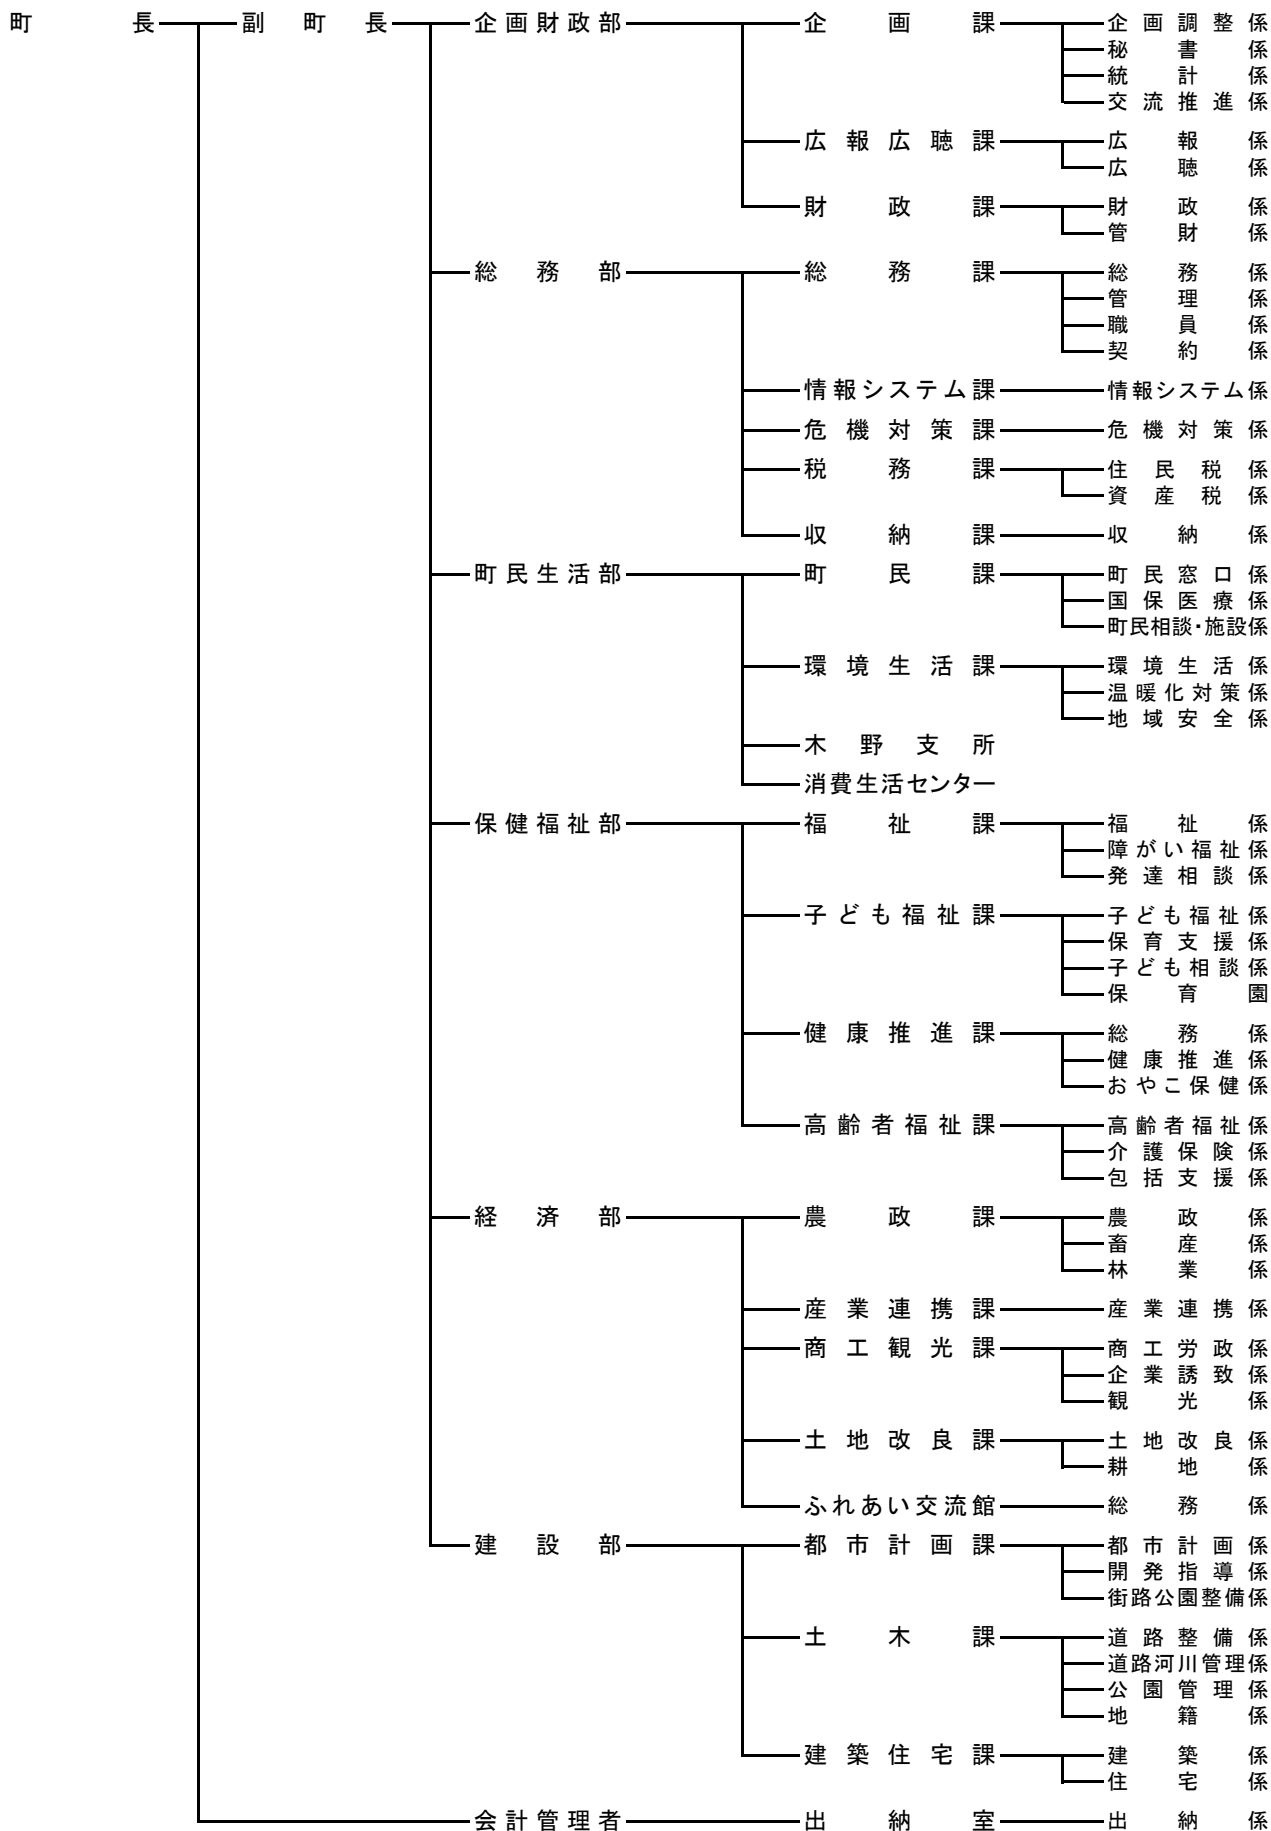 町長 副町長 企画財政部 企画課 企画調整係
秘書係
統計係
交流推進係
広報広聴課 広報係
広聴係
財政課 財政係
管財係
総務部 総務課 総務係
管理係
職員係
契約係
情報システム課 情報システム係
危機対策課 危機対策係
税務課 住民税係
資産税係
収納課 収納係
町民生活部 町民課 町民窓口係
国保医療係
町民相談・施設係
環境生活課 環境生活係
温暖化対策係
地域安全係
木野支所
消費生活センター
保健福祉部 福祉課 福祉係
障がい福祉係
発達相談係
子ども福祉課 子ども福祉係
保育支援係
子ども相談係
保育園
健康推進課 総務係
健康推進係
おやこ保健係
高齢者福祉課 高齢者福祉係
介護保険係
包括支援係
経済部 農政課 農政係
畜産係
林業係
産業連携課 産業連携係
商工観光課 商工労政係
企業誘致係
観光係
土地改良課 土地改良係
耕地係
ふれあい交流館 総務係
建設部 都市計画課 都市計画係
開発指導係
街路公園整備係
土木課 道路整備係
道路河川管理係
公園管理係
地籍係
建築住宅課 建築係
住宅係
会計管理者 出納室 出納係